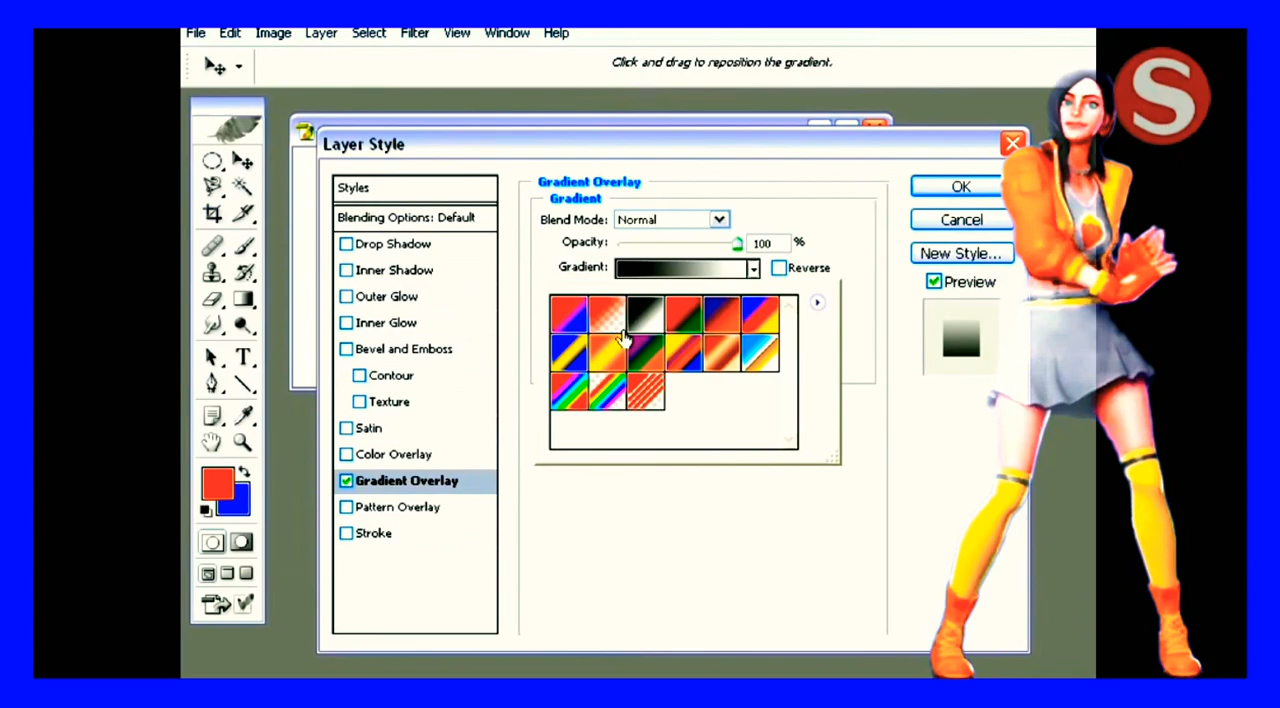 File Edit Image Layer Select Filter View Window Help
Click and drag to reposition the gradient.
S
Layer Style
Styles
Blending Options: Default
Drop Shadow
Inner Shadow
Outer Glow
Inner Glow
Bevel and Emboss
Contour
Texture
Satin
Color Overlay
Gradient Overlay
Pattern Overlay
Stroke
Gradient Overlay
Gradient
Blend Mode: Normal
Opacity: 100 %
Gradient: Reverse
OK
Cancel
New Style...
Preview
T